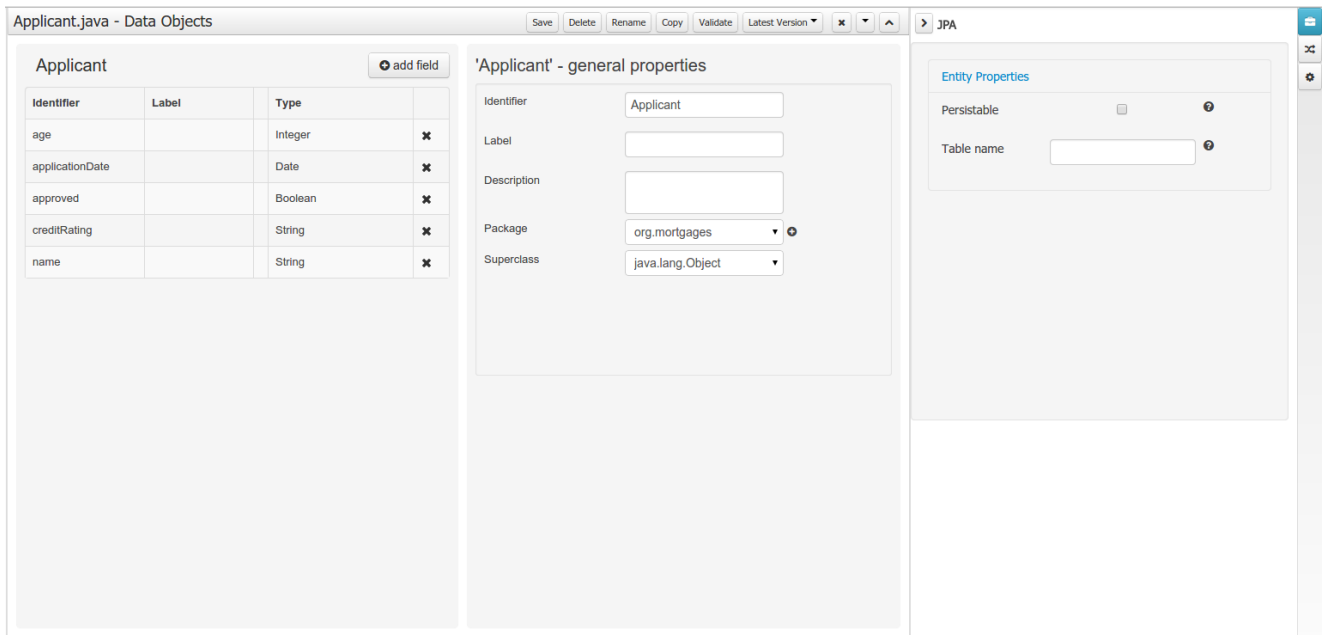 Applicant.java - Data Objects
Save Delete Rename Copy Validate Latest Version
JPA
Applicant
add field
Identifier Label Type
age Integer
applicationDate Date
approved Boolean
creditRating String
name String
'Applicant' - general properties
Identifier Applicant
Label
Description
Package org.mortgages
Superclass java.lang.Object
Entity Properties
Persistable
Table name